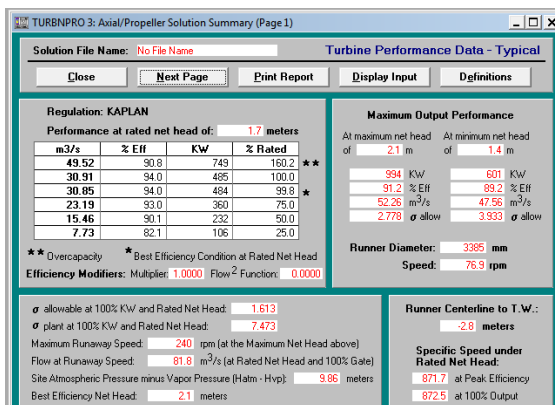 TURBNPRO 3: Axial/Propeller Solution Summary (Page 1)
Solution File Name: No File Name Turbine Performance Data - Typical
Close Next Page Print Report Display Input Definitions
Regulation: KAPLAN
Performance at rated net head of: 1.7 meters
m3/s % Eff KW % Rated
49.52 90.8 749 160.2 **
30.91 94.0 485 100.0
30.85 94.0 484 99.8 *
23.19 93.0 360 75.0
15.46 90.1 232 50.0
7.73 82.1 106 25.0
** Overcapacity * Best Efficiency Condition at Rated Net Head
Efficiency Modifiers: Multiplier: 1.0000 Flow2 Function: 0.0000
Maximum Output Performance
At maximum net head At minimum net head
of 2.1 m of 1.4 m
994 KW 601 KW
91.2 % Eff 89.2 % Eff
52.26 m3/s 47.56 m3/s
2.778 σ allow 3.933 σ allow
Runner Diameter: 3385 mm
Speed: 76.9 rpm
σ allowable at 100% KW and Rated Net Head: 1.613
σ plant at 100% KW and Rated Net Head: 7.473
Maximum Runaway Speed: 240 rpm (at the Maximum Net Head above)
Flow at Runaway Speed: 81.8 m3/s (at Rated Net Head and 100% Gate)
Site Atmospheric Pressure minus Vapor Pressure (Hatm - Hvp): 9.86 meters
Best Efficiency Net Head: 2.1 meters
Runner Centerline to T.W.:
-2.8 meters
Specific Speed under
Rated Net Head:
871.7 at Peak Efficiency
872.5 at 100% Output